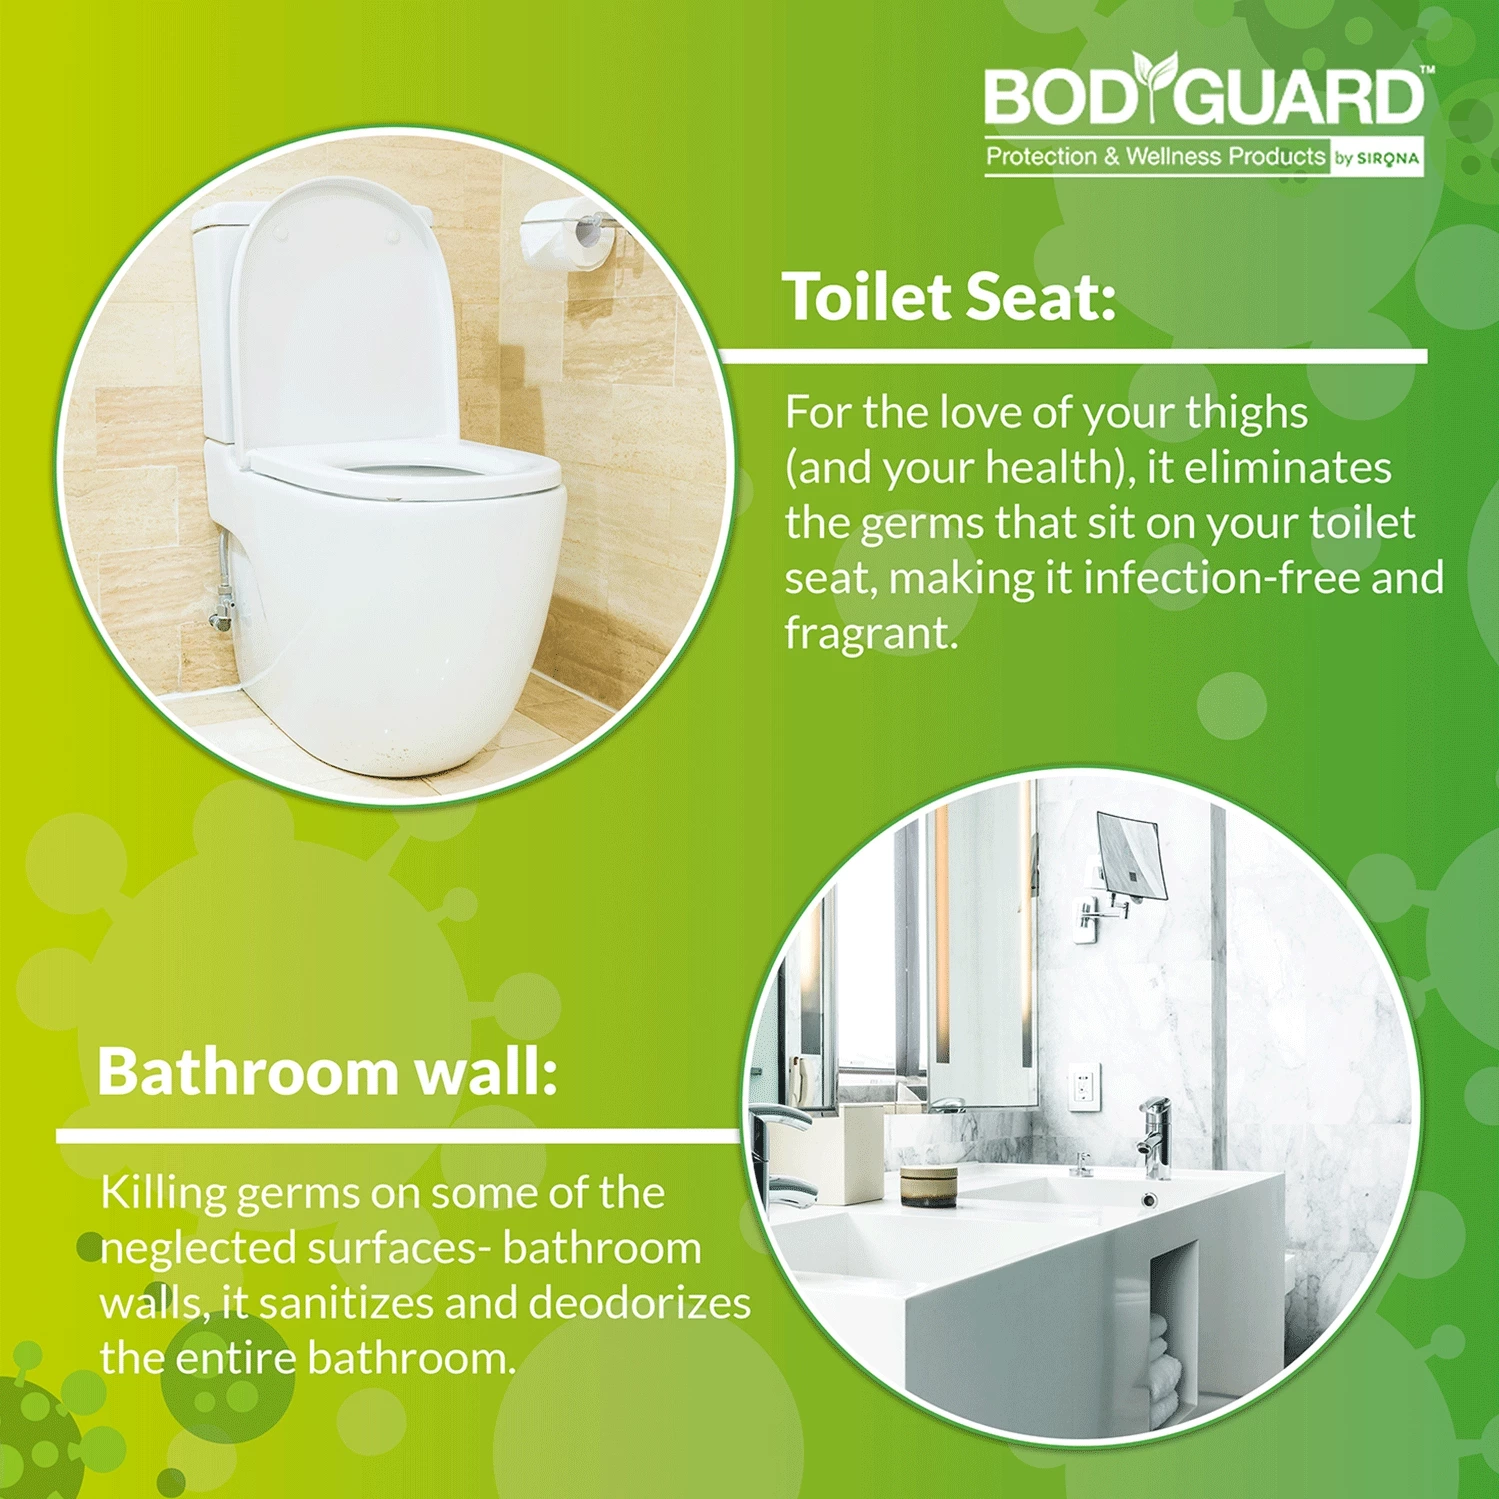 BODYGUARD™
Protection & Wellness Products by SIRONA
Toilet Seat:
For the love of your thighs
(and your health), it eliminates
the germs that sit on your toilet
seat, making it infection-free and
fragrant.
Bathroom wall:
Killing germs on some of the
neglected surfaces- bathroom
walls, it sanitizes and deodorizes
the entire bathroom.